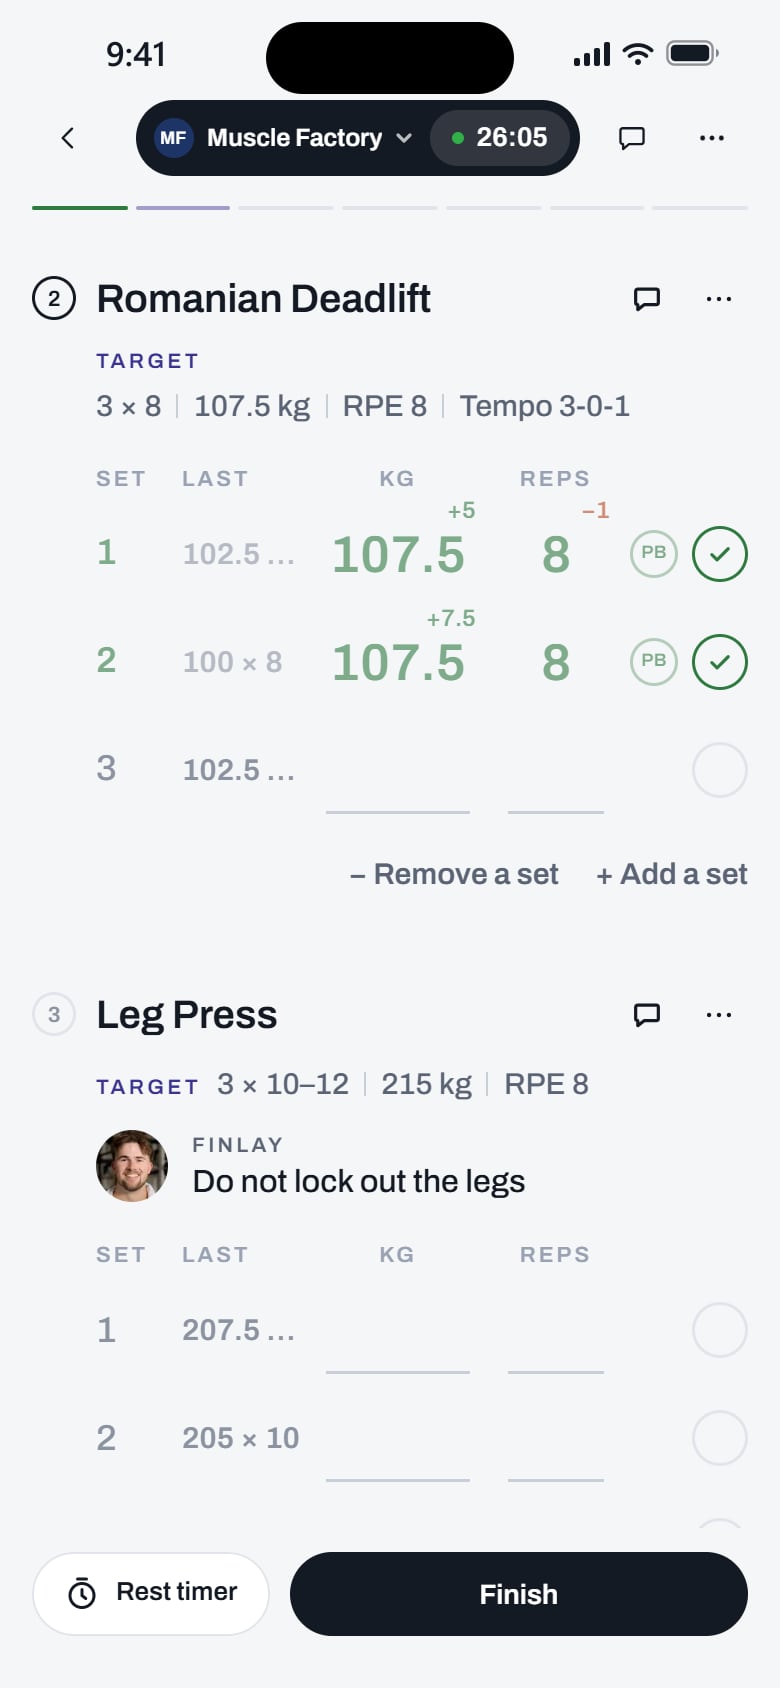 9:41
MF Muscle Factory 26:05
2 Romanian Deadlift
TARGET
3 × 8 | 107.5 kg | RPE 8 | Tempo 3-0-1
SET LAST KG REPS
+5 −1
1 102.5 ... 107.5 8 PB
+7.5
2 100 × 8 107.5 8 PB
3 102.5 ...
– Remove a set + Add a set
3 Leg Press
TARGET 3 × 10–12 | 215 kg | RPE 8
FINLAY
Do not lock out the legs
SET LAST KG REPS
1 207.5 ...
2 205 × 10
Rest timer Finish